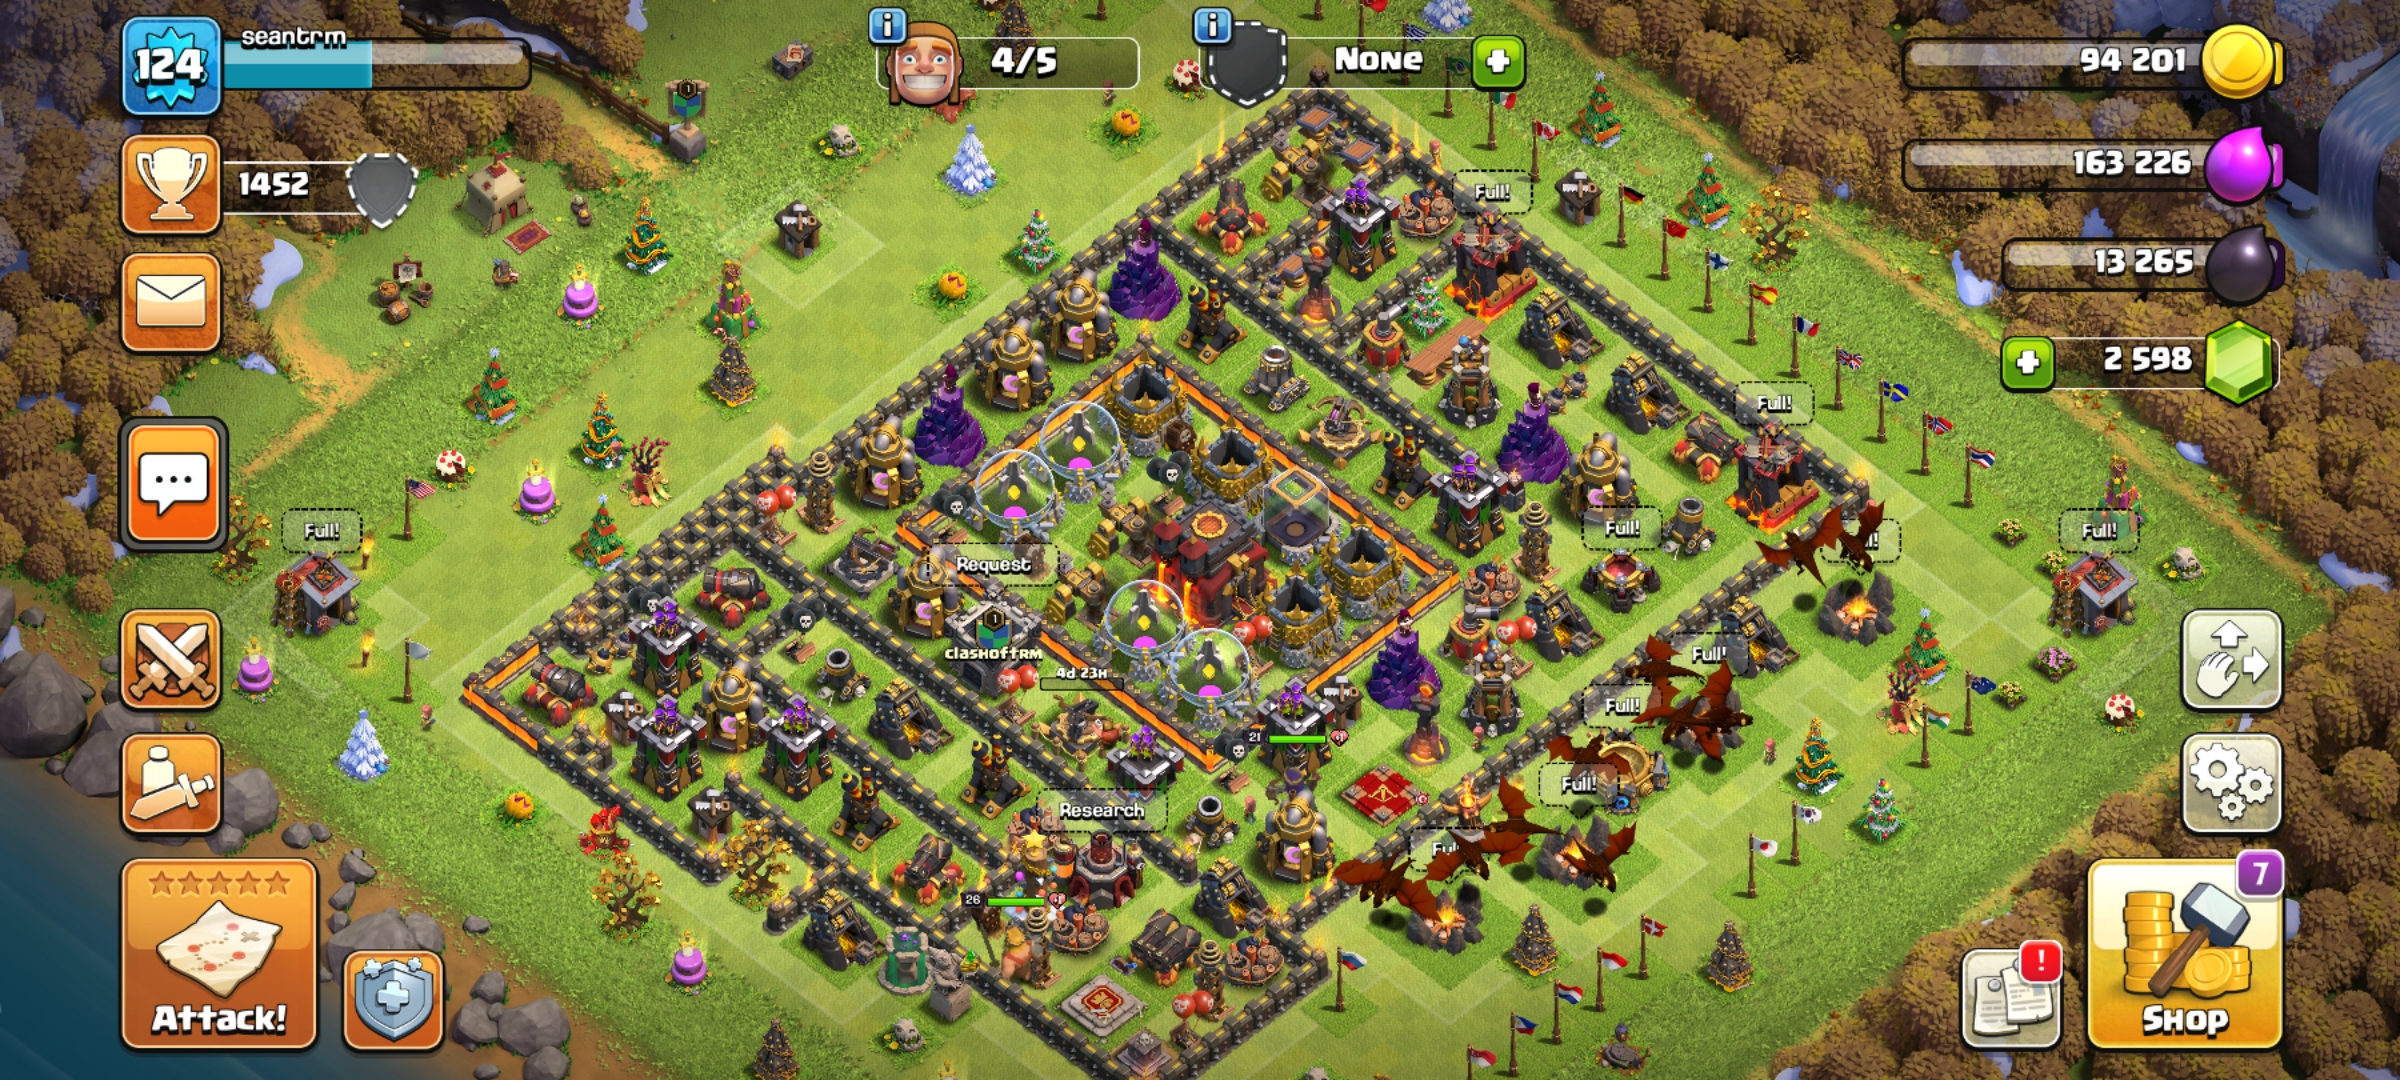 124
seantrm
4/5
None
94 201
1452
163 226
Full!
13 265
2 598
Full!
Full!
Full!
Full!
Request
clashoftrm
4d 23H
Full!
Full!
21
Full!
Research
26
7
Attack!
!
Shop